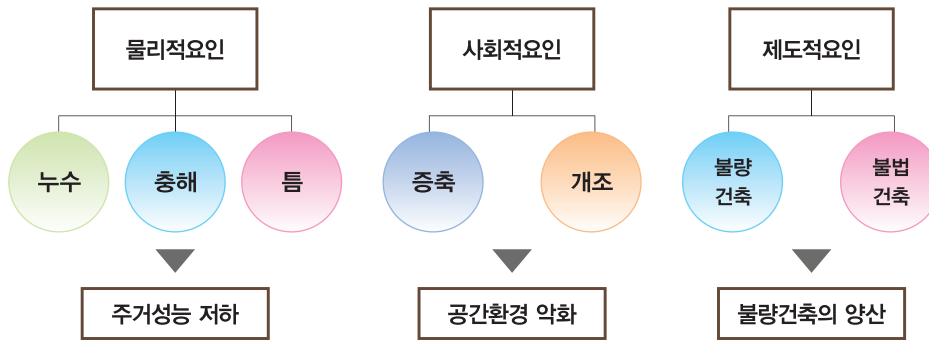 물리적요인
사회적요인
제도적요인
누수
충해
틈
증축
개조
불량
건축
불법
건축
주거성능 저하
공간환경 악화
불량건축의 양산